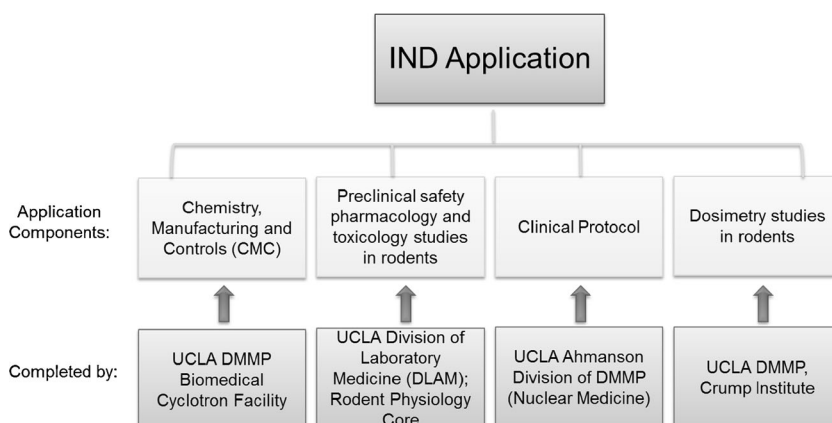 IND Application
Application
Components:
Chemistry,
Manufacturing and
Controls (CMC)
Preclinical safety
pharmacology and
toxicology studies
in rodents
Clinical Protocol
Dosimetry studies
in rodents
Completed by:
UCLA DMMP
Biomedical
Cyclotron Facility
UCLA Division of
Laboratory
Medicine (DLAM);
Rodent Physiology
Core
UCLA Ahmanson
Division of DMMP
(Nuclear Medicine)
UCLA DMMP,
Crump Institute